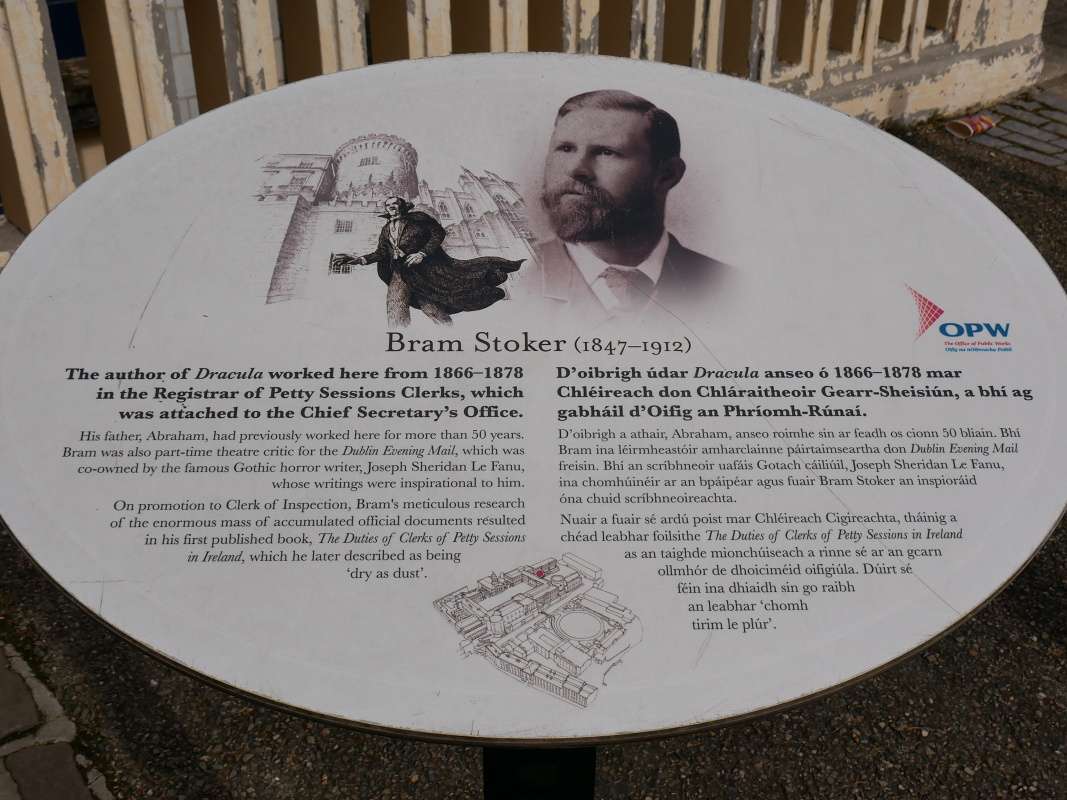 Bram Stoker (1847–1912)
OPW
The Office of Public Works
Oifig na nOibreacha Poiblí
The author of Dracula worked here from 1866–1878
in the Registrar of Petty Sessions Clerks, which
was attached to the Chief Secretary's Office.
His father, Abraham, had previously worked here for more than 50 years.
Bram was also part-time theatre critic for the Dublin Evening Mail, which was
co-owned by the famous Gothic horror writer, Joseph Sheridan Le Fanu,
whose writings were inspirational to him.
On promotion to Clerk of Inspection, Bram's meticulous research
of the enormous mass of accumulated official documents resulted
in his first published book, The Duties of Clerks of Petty Sessions
in Ireland, which he later described as being
‘dry as dust’.
D’oibrigh údar Dracula anseo ó 1866–1878 mar
Chléireach don Chláraitheoir Gearr-Sheisiún, a bhí ag
gabháil d’Oifig an Phríomh-Rúnaí.
D’oibrigh a athair, Abraham, anseo roimhe sin ar feadh os cionn 50 bliain. Bhí
Bram ina léirmheastóir amharclainne páirtaimseartha don Dublin Evening Mail
freisin. Bhí an scríbhneoir uafáis Gotach cáiliúil, Joseph Sheridan Le Fanu,
ina chomhúinéir ar an bpáipéar agus fuair Bram Stoker an inspioráid
óna chuid scríbhneoireachta.
Nuair a fuair sé ardú poist mar Chléireach Cigireachta, tháinig a
chéad leabhar foilsithe The Duties of Clerks of Petty Sessions in Ireland
as an taighde mionchúiseach a rinne sé ar an gcarn
ollmhór de dhoiciméid oifigiúla. Dúirt sé
féin ina dhiaidh sin go raibh
an leabhar ‘chomh
tirim le plúr’.